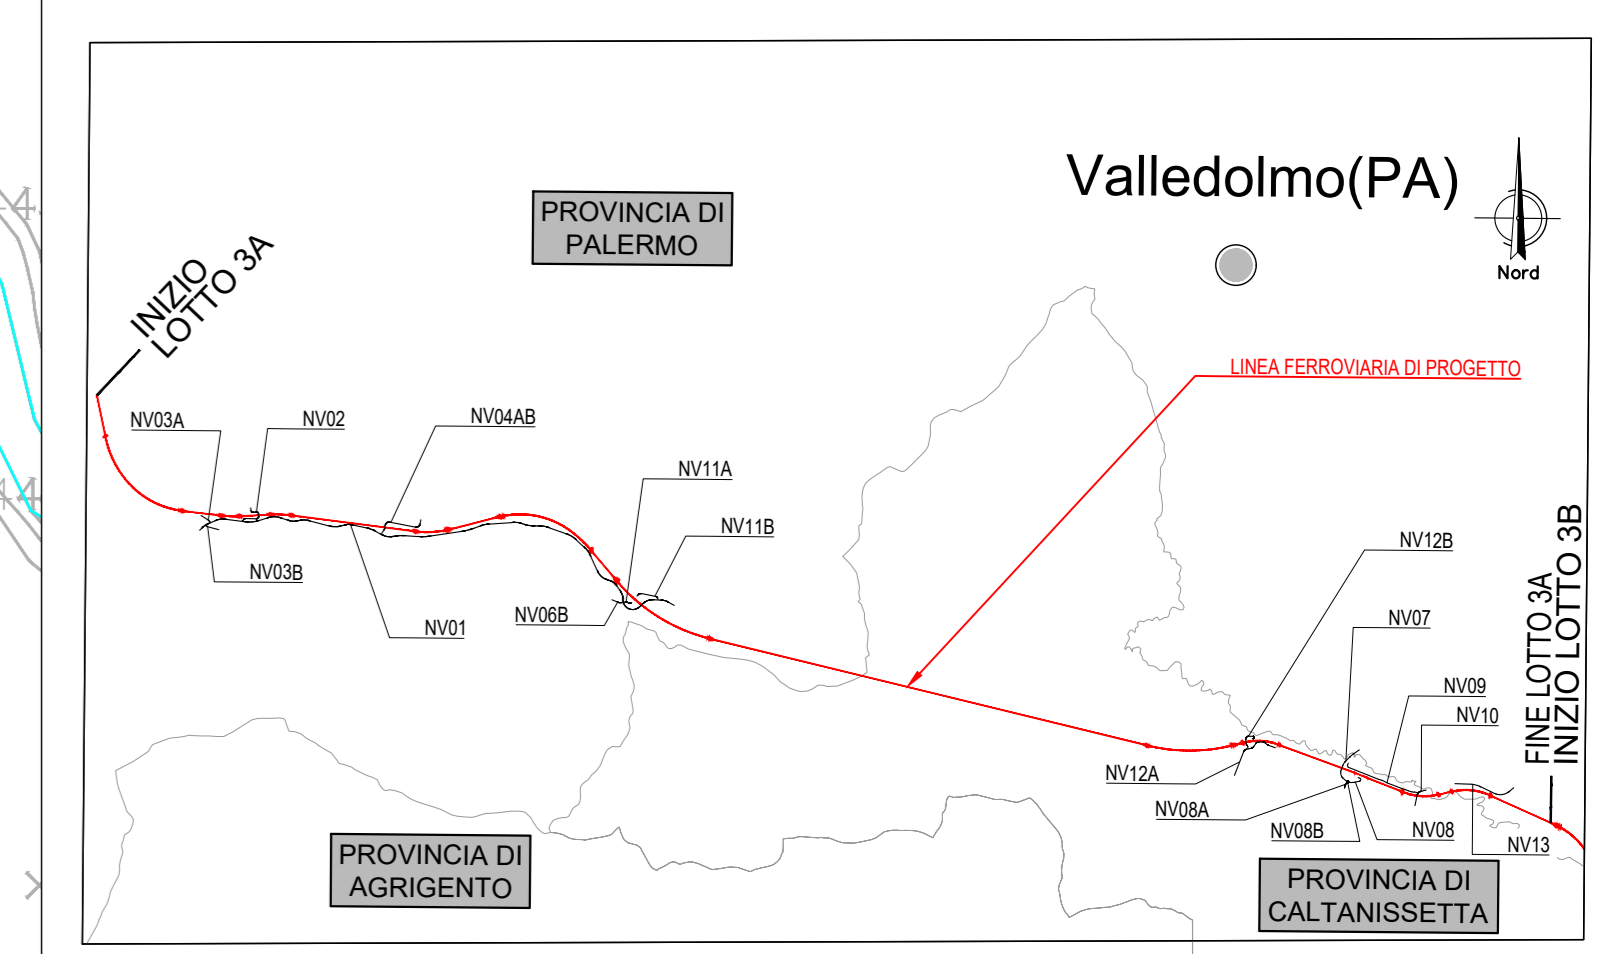 Valledolmo(PA)
PROVINCIA DI
PALERMO
Nord
INIZIO
LOTTO 3A
LINEA FERROVIARIA DI PROGETTO
NV03A
NV02
NV04AB
NV11A
NV11B
NV03B
NV06B
NV01
NV12B
NV07
NV09
NV10
FINE LOTTO 3A
INIZIO LOTTO 3B
NV12A
NV08A
NV08B
NV08
NV13
PROVINCIA DI
AGRIGENTO
PROVINCIA DI
CALTANISSETTA